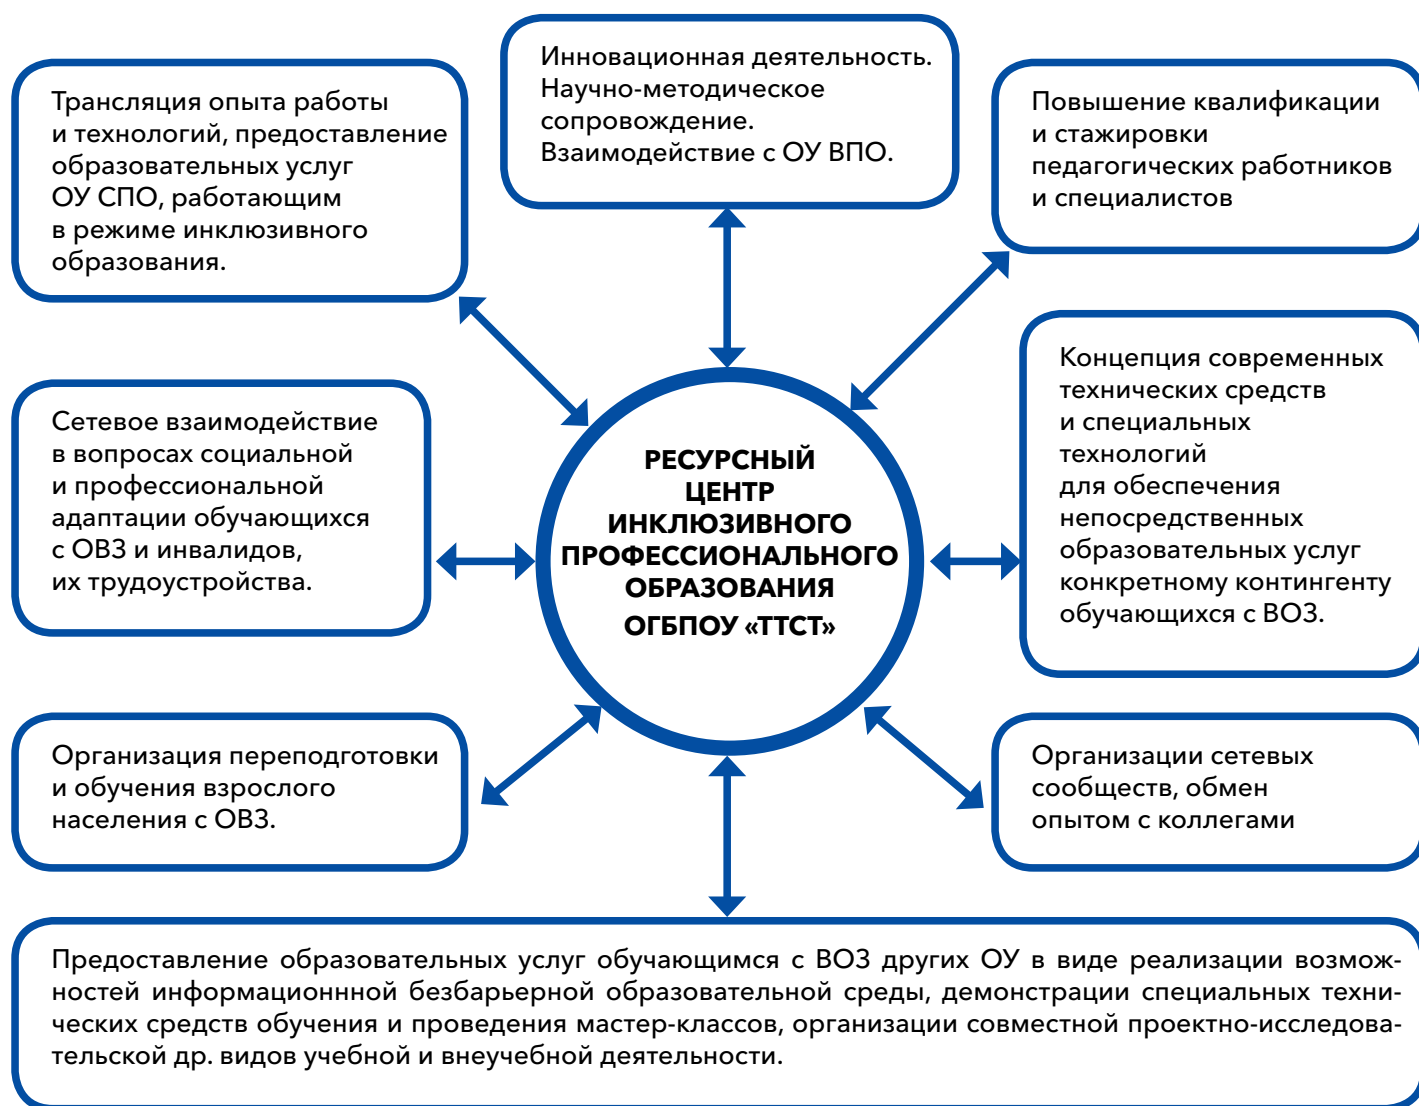 Инновационная деятельность.
Научно-методическое
сопровождение.
Взаимодействие с ОУ ВПО.
Трансляция опыта работы
и технологий, предоставление
образовательных услуг
ОУ СПО, работающим
в режиме инклюзивного
образования.
Повышение квалификации
и стажировки
педагогических работников
и специалистов
Сетевое взаимодействие
в вопросах социальной
и профессиональной
адаптации обучающихся
с ОВЗ и инвалидов,
их трудоустройства.
РЕСУРСНЫЙ
ЦЕНТР
ИНКЛЮЗИВНОГО
ПРОФЕССИОНАЛЬНОГО
ОБРАЗОВАНИЯ
ОГБПОУ «ТТСТ»
Концепция современных
технических средств
и специальных
технологий
для обеспечения
непосредственных
образовательных услуг
конкретному контингенту
обучающихся с ВОЗ.
Организация переподготовки
и обучения взрослого
населения с ОВЗ.
Организации сетевых
сообществ, обмен
опытом с коллегами
Предоставление образовательных услуг обучающимся с ВОЗ других ОУ в виде реализации возмож-
ностей информационнной безбарьерной образовательной среды, демонстрации специальных техни-
ческих средств обучения и проведения мастер-классов, организации совместной проектно-исследова-
тельской др. видов учебной и внеучебной деятельности.